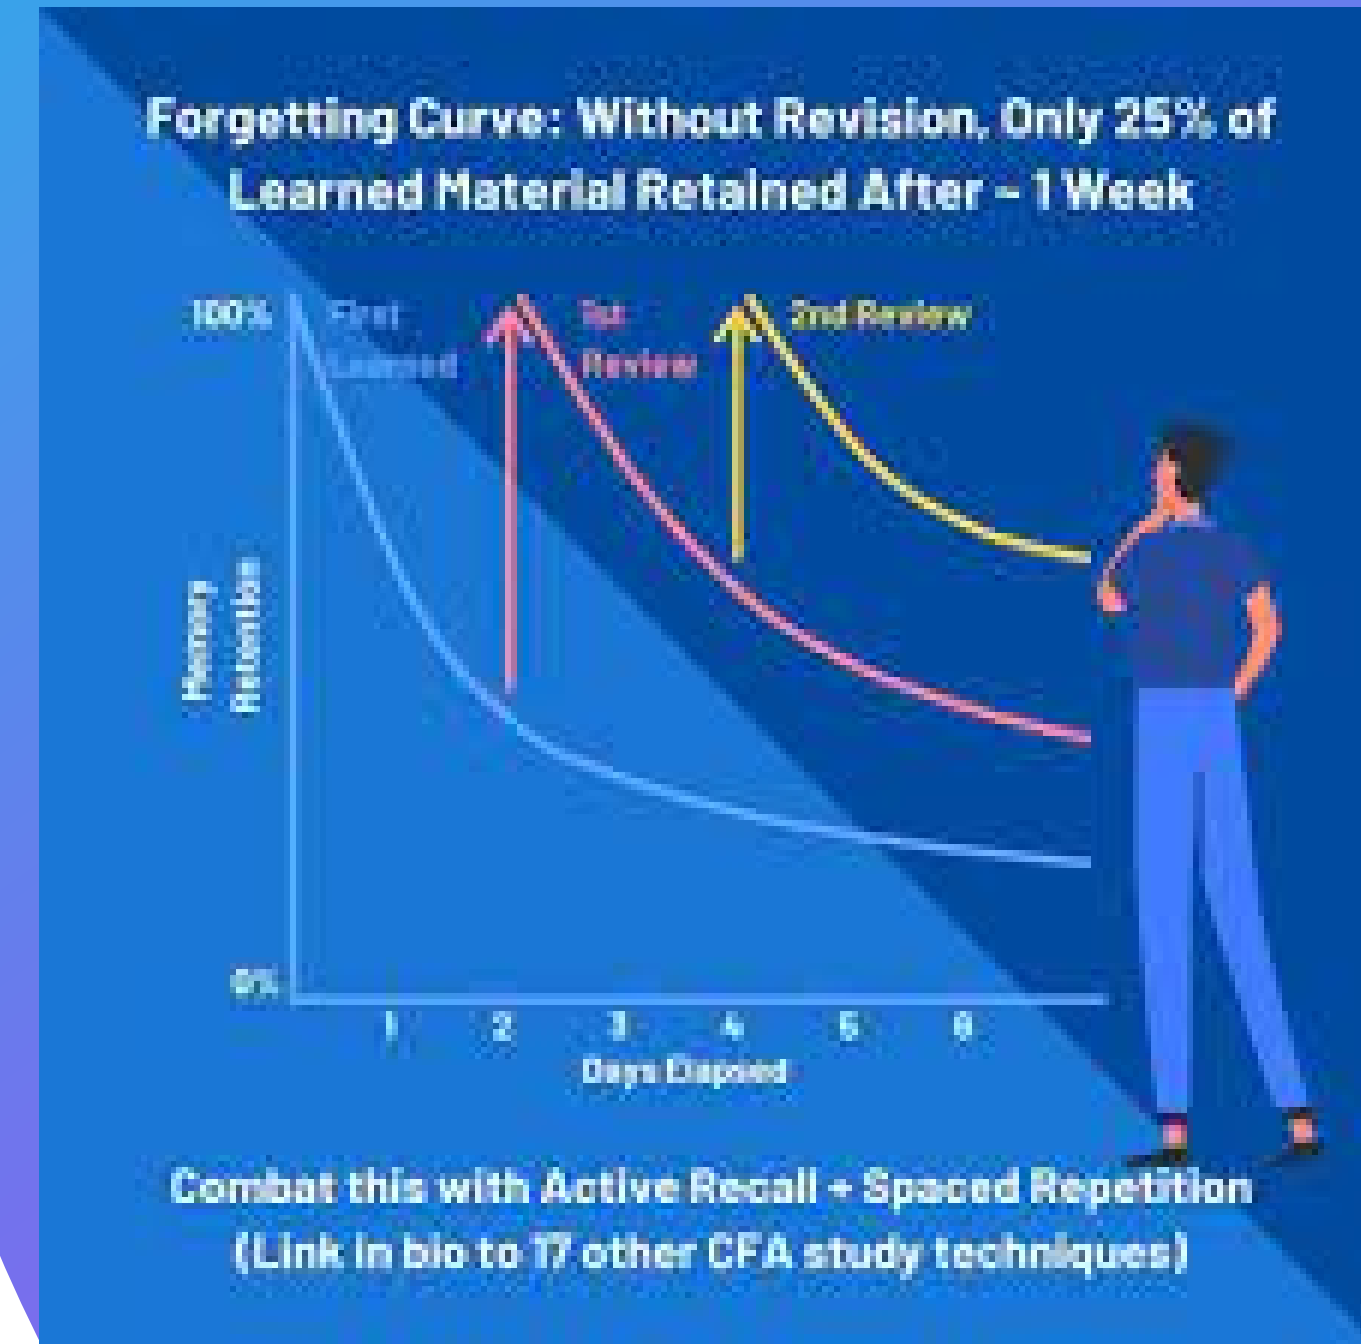 Forgetting Curve: Without Revision, Only 25% of
Learned Material Retained After ~ 1 Week
100%
First
Learned
1st
Review
2nd Review
Memory
Retention
0%
1 2 3 4 5 6
Days Elapsed
Combat this with Active Recall + Spaced Repetition
(Link in bio to 17 other CFA study techniques)